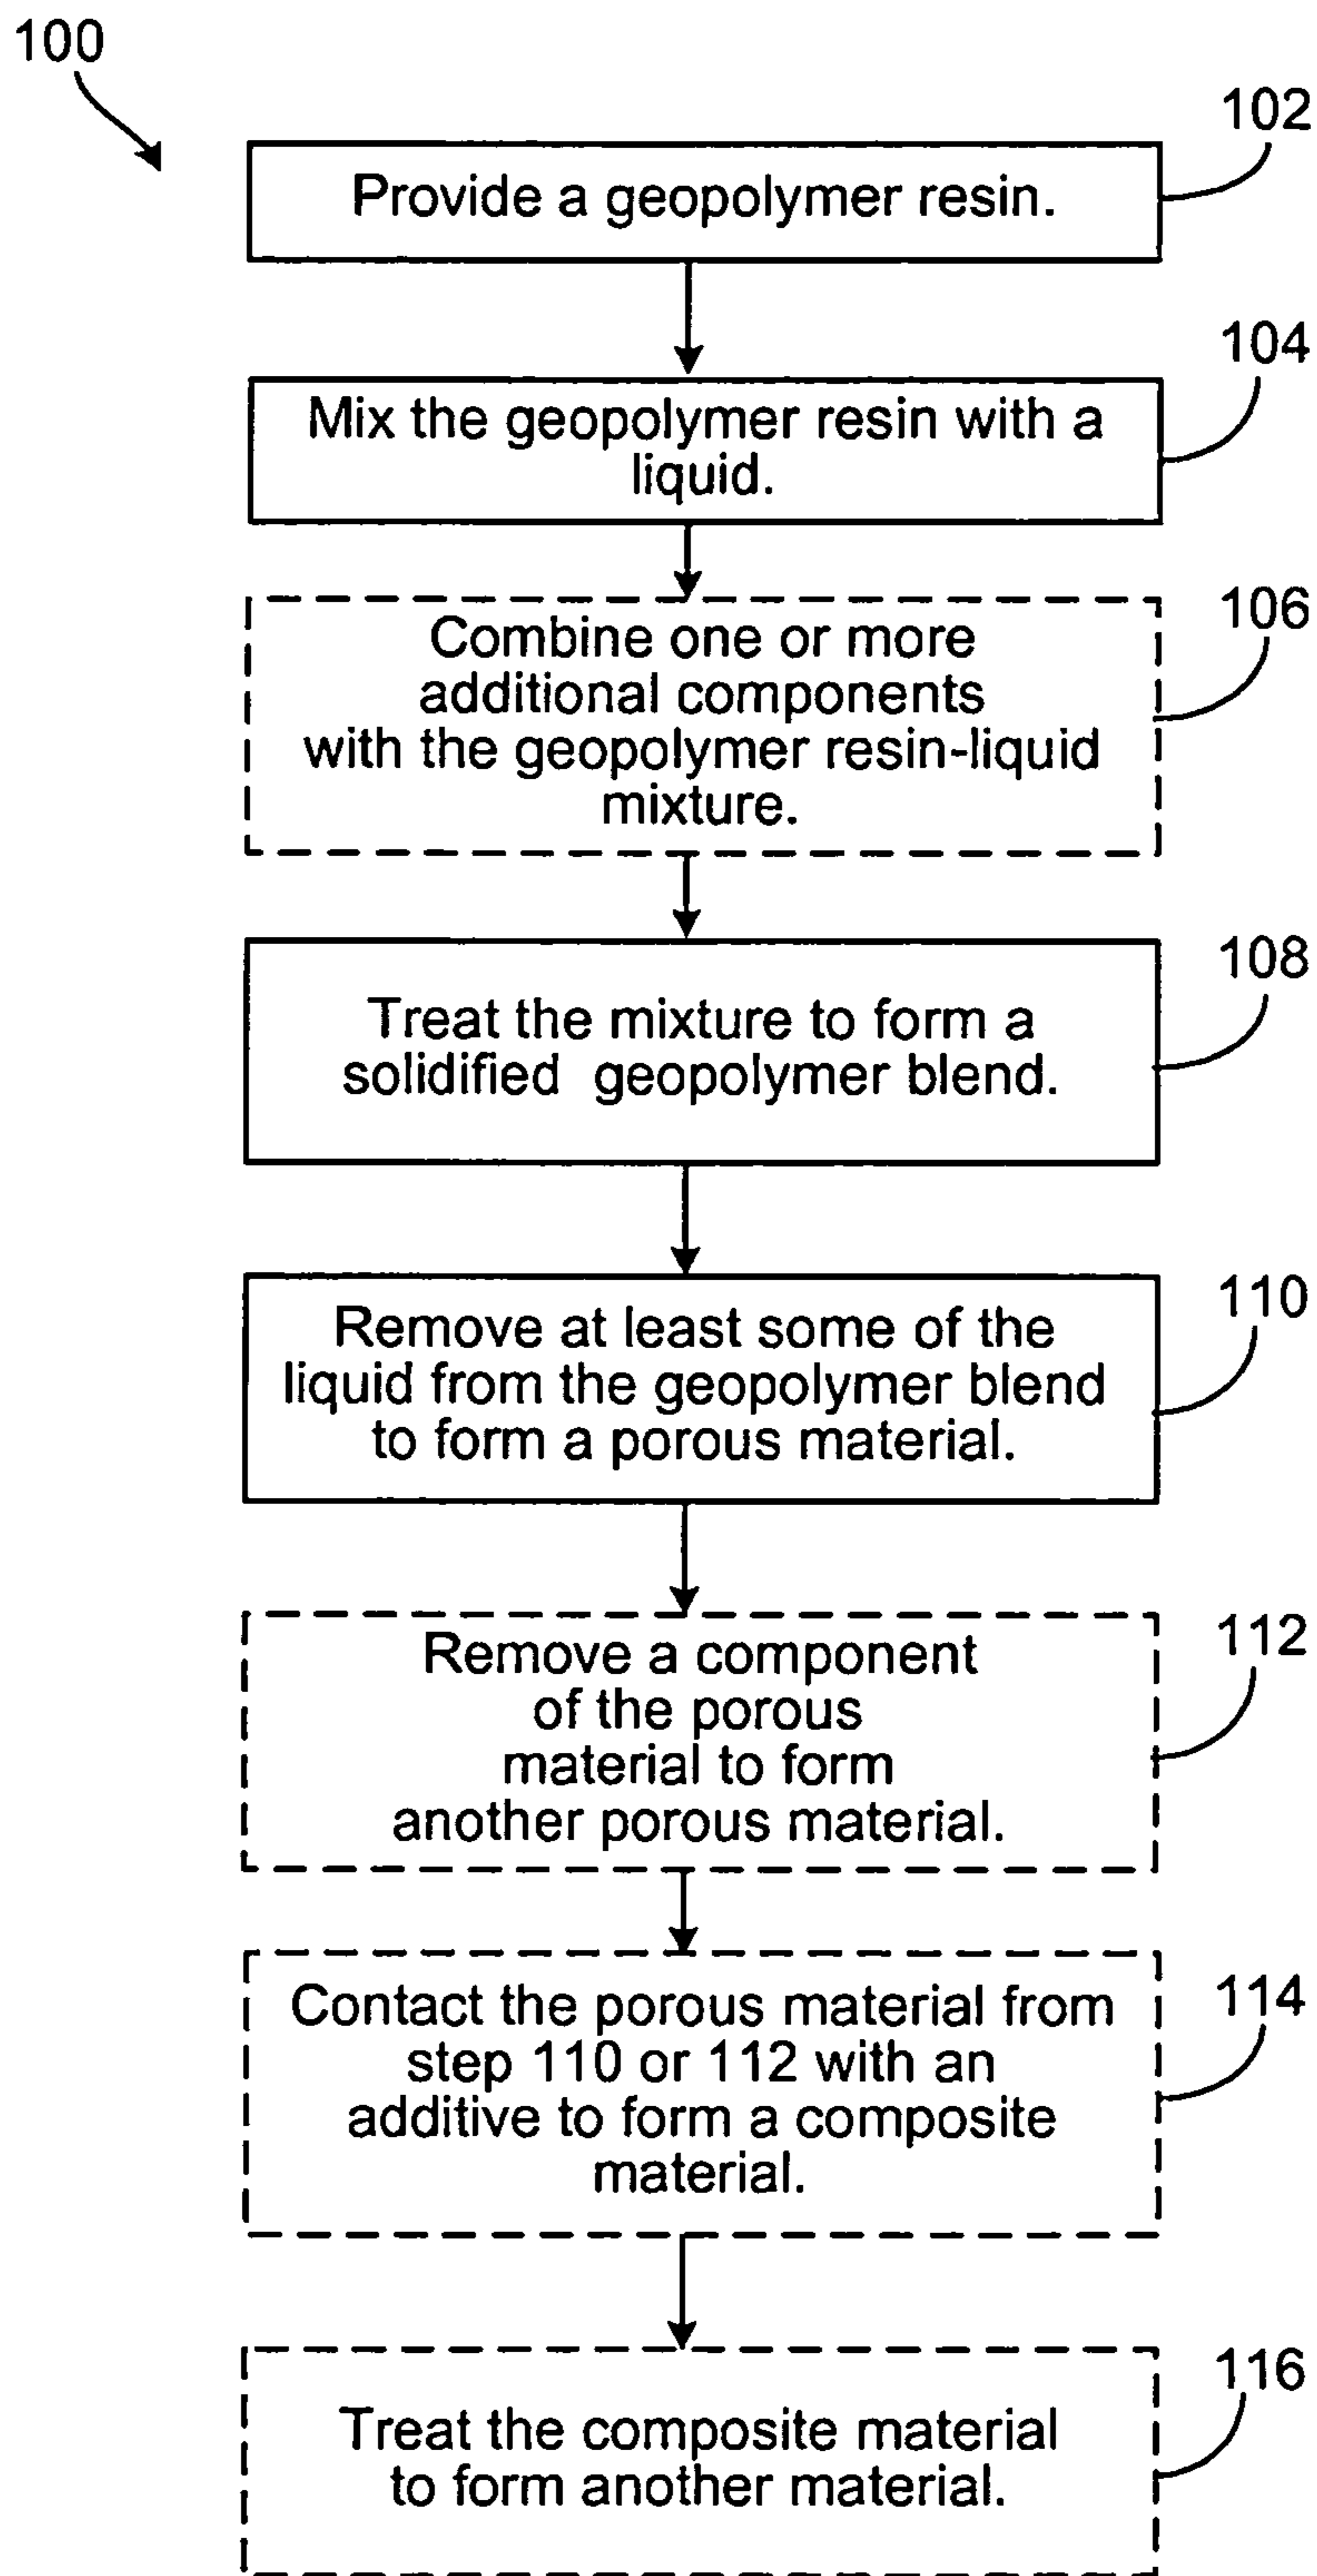 100
102
Provide a geopolymer resin.
104
Mix the geopolymer resin with a
liquid.
106
Combine one or more
additional components
with the geopolymer resin-liquid
mixture.
108
Treat the mixture to form a
solidified geopolymer blend.
110
Remove at least some of the
liquid from the geopolymer blend
to form a porous material.
112
Remove a component
of the porous
material to form
another porous material.
114
Contact the porous material from
step 110 or 112 with an
additive to form a composite
material.
116
Treat the composite material
to form another material.